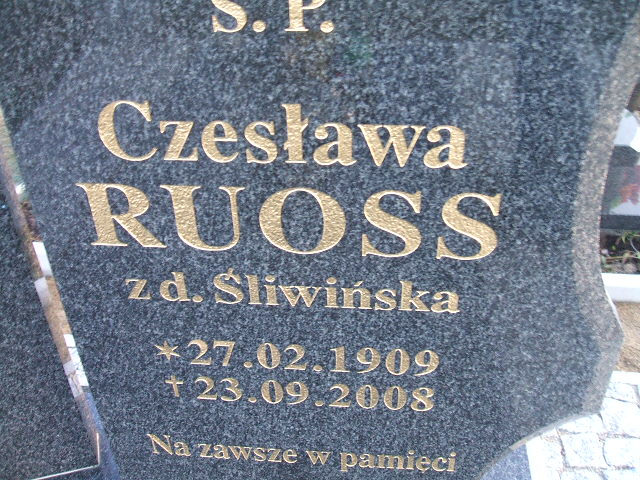 Ś. P.
Czesława
RUOSS
z d. Śliwińska
*27.02.1909
†23.09.2008
Na zawsze w pamięci